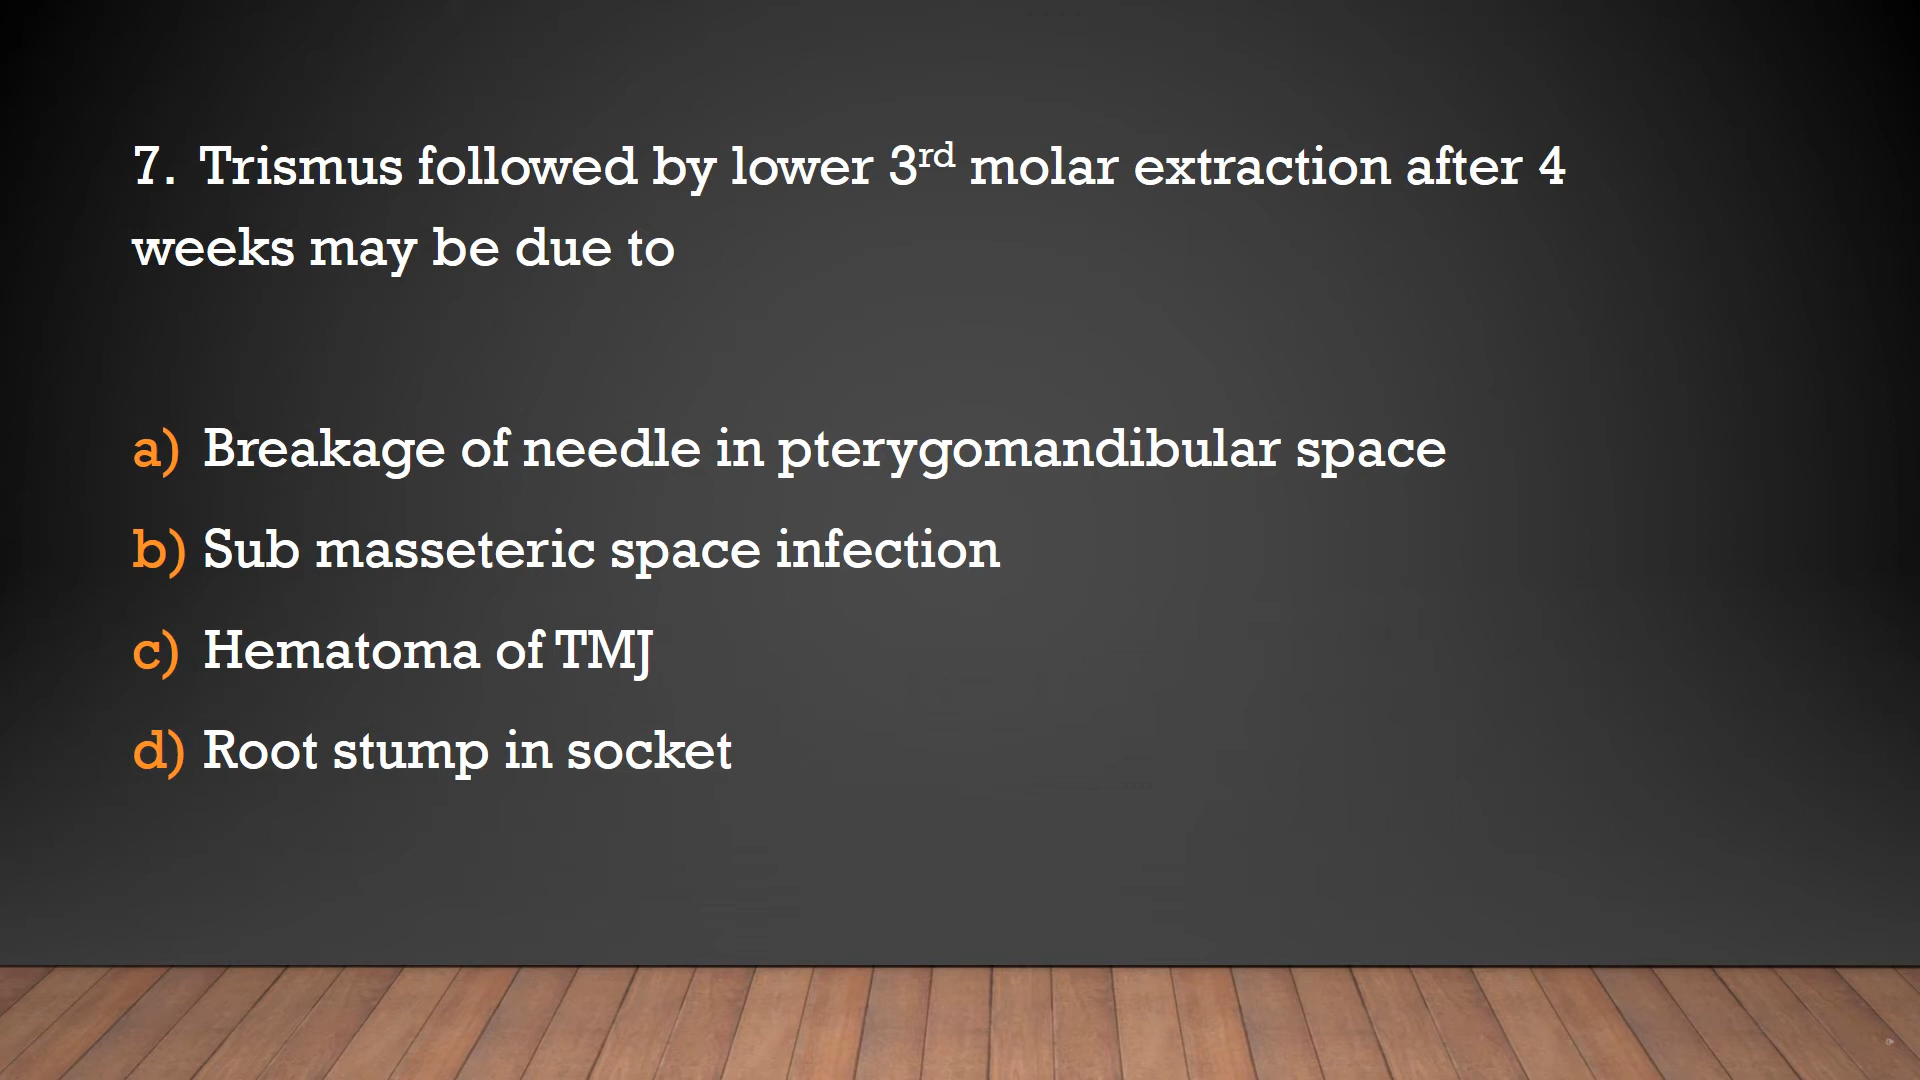 7. Trismus followed by lower 3rd molar extraction after 4
weeks may be due to
a) Breakage of needle in pterygomandibular space
b) Sub masseteric space infection
c) Hematoma of TMJ
d) Root stump in socket